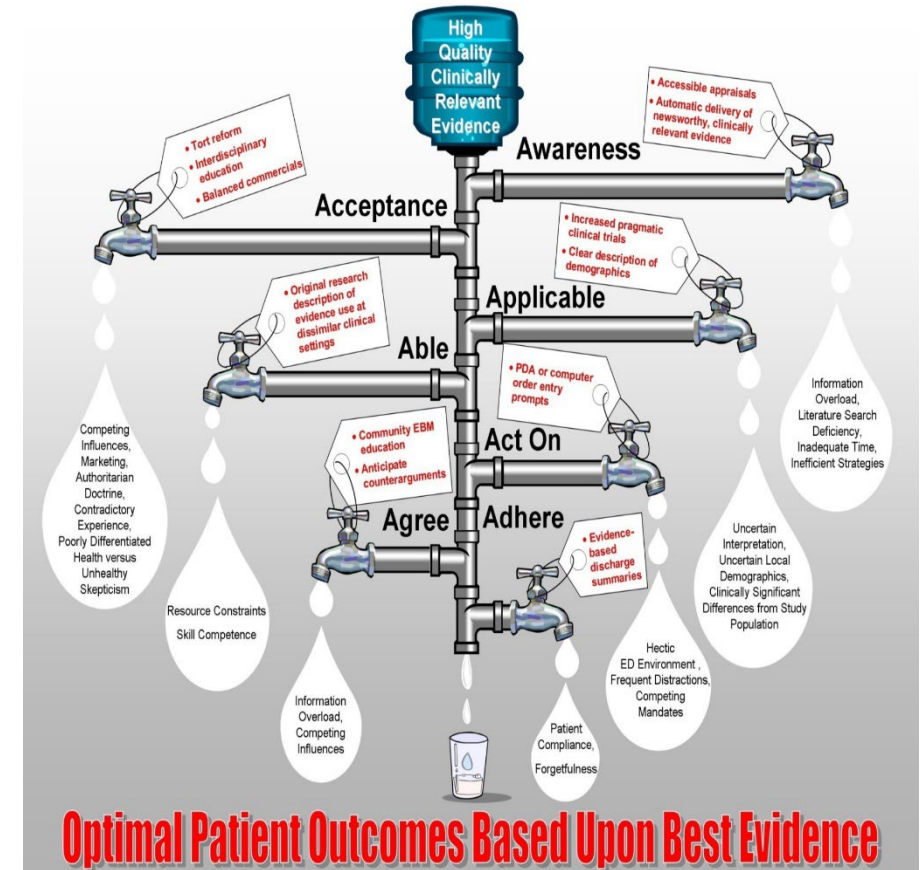 High
Quality
Clinically
Relevant
Evidence
Awareness
• Accessible appraisals
• Automatic delivery of
newsworthy, clinically
relevant evidence
Information
Overload,
Literature Search
Deficiency,
Inadequate Time,
Inefficient Strategies
Acceptance
• Tort reform
• Interdisciplinary
education
• Balanced commercials
Competing
Influences,
Marketing,
Authoritarian
Doctrine,
Contradictory
Experience,
Poorly Differentiated
Health versus
Unhealthy
Skepticism
Applicable
• Increased pragmatic
clinical trials
• Clear description of
demographics
Uncertain
Interpretation,
Uncertain Local
Demographics,
Clinically Significant
Differences from Study
Population
Able
• Original research
description of
evidence use at
dissimilar clinical
settings
Resource Constraints
Skill Competence
Act On
• PDA or computer
order entry
prompts
Hectic
ED Environment ,
Frequent Distractions,
Competing
Mandates
Agree
• Community EBM
education
• Anticipate
counterarguments
Information
Overload,
Competing
Influences
Adhere
• Evidence-
based
discharge
summaries
Patient
Compliance,
Forgetfulness
Optimal Patient Outcomes Based Upon Best Evidence